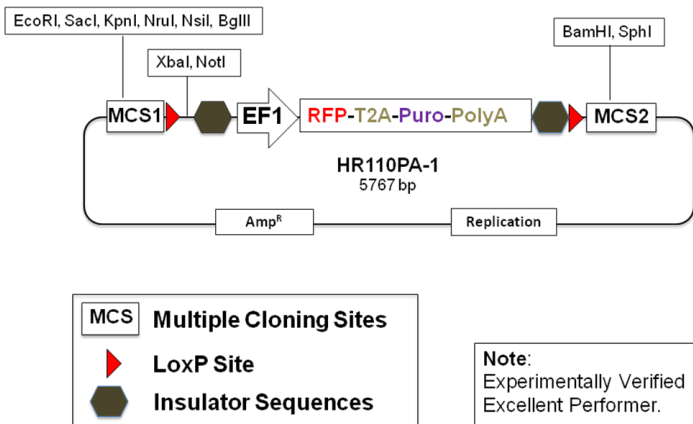 EcoRI, SacI, KpnI, NruI, NsiI, BglII
BamHI, SphI
XbaI, NotI
MCS1
EF1
RFP-T2A-Puro-PolyA
MCS2
HR110PA-1
5767 bp
Amp^R
Replication
MCS Multiple Cloning Sites
LoxP Site
Insulator Sequences
Note:
Experimentally Verified
Excellent Performer.